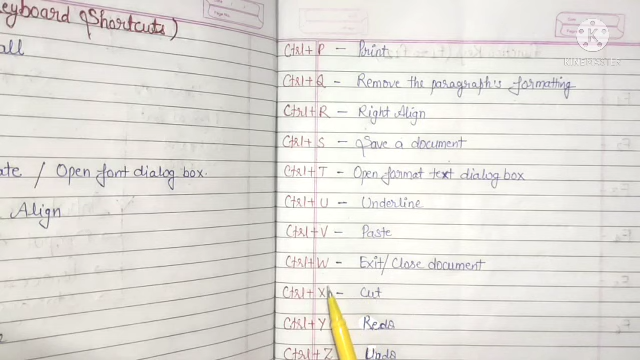 Keyboard Shortcuts)
all
ate / Open font dialog box.
Align
Ctrl+ P - Print
Ctrl+ Q - Remove the paragraph's formatting
Ctrl+ R - Right Align
Ctrl+ S - Save a document
Ctrl+ T - Open format text dialog box
Ctrl+ U - Underline
Ctrl+ V - Paste
Ctrl+ W - Exit/Close document
Ctrl+ X - Cut
Ctrl+ Y Redo
Ctrl+ Z Undo
K